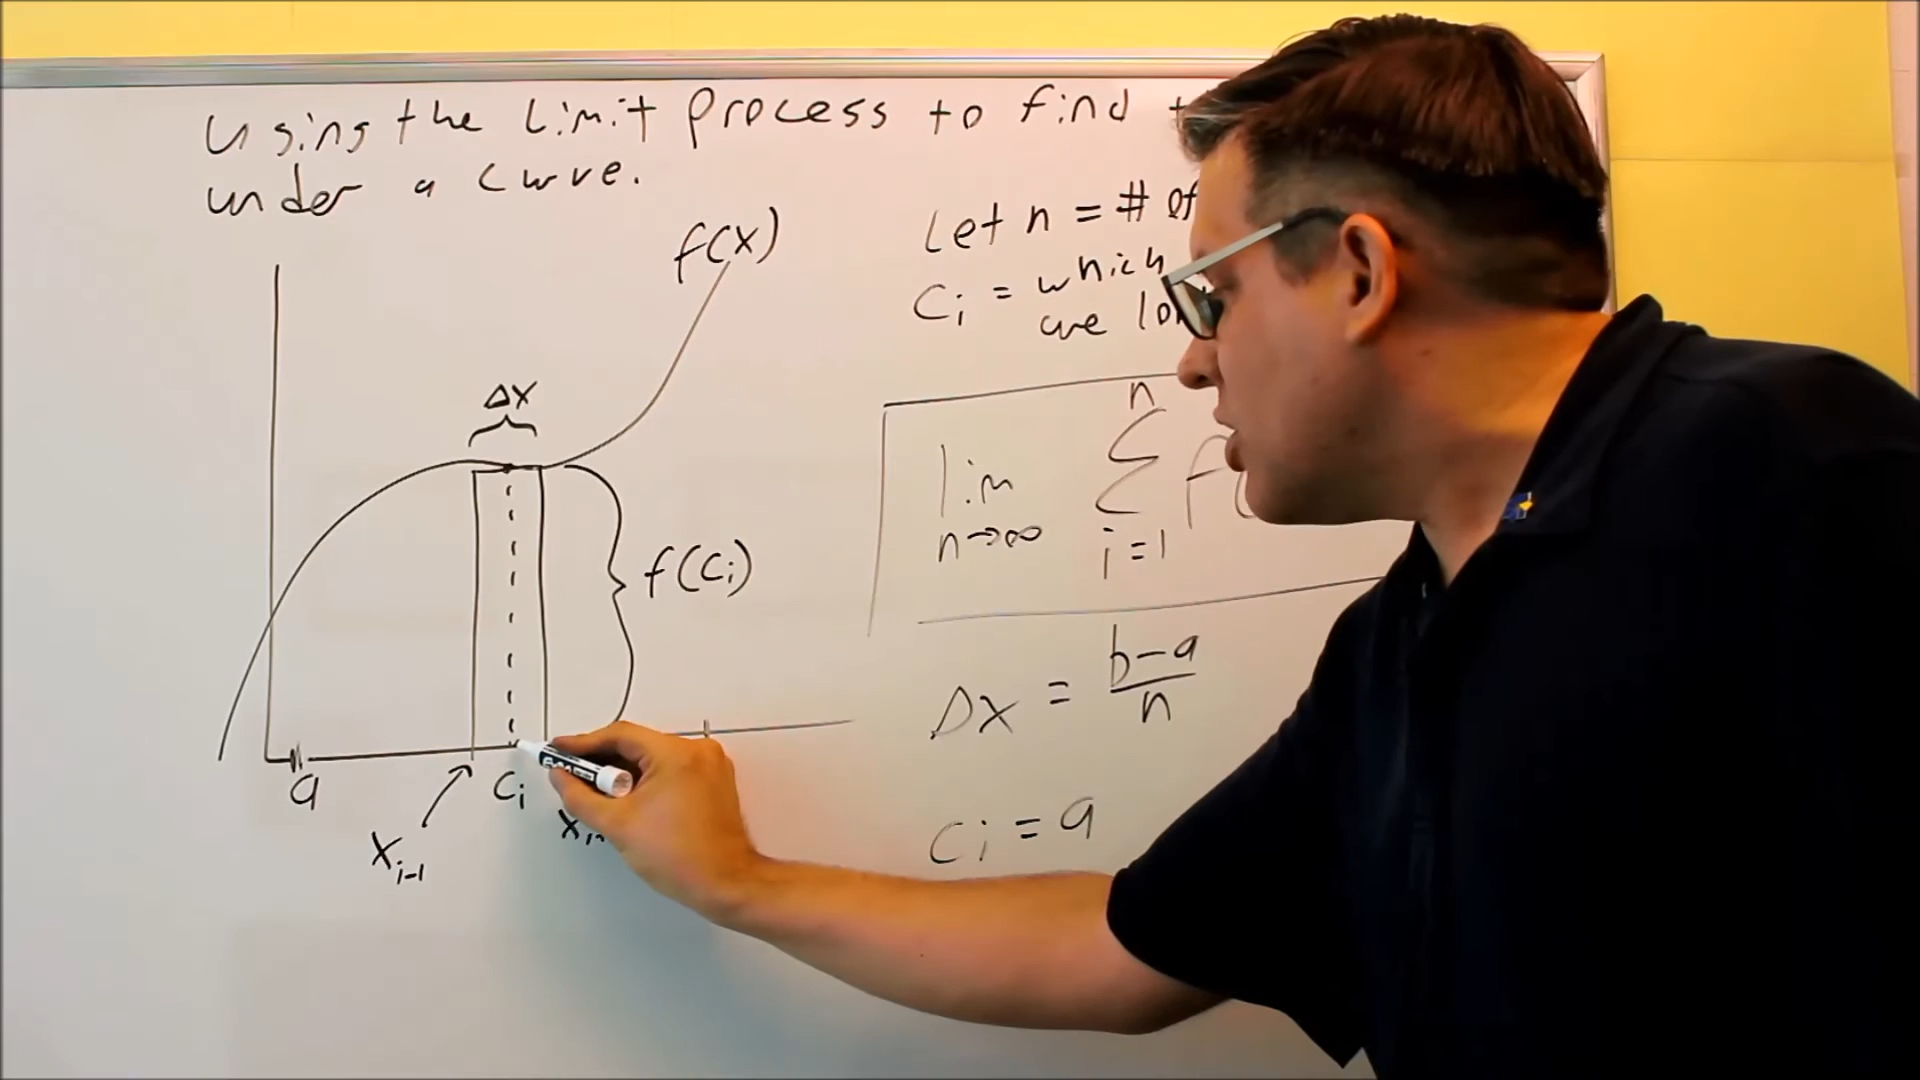 Using the Limit Process to find
under a curve.
f(x)
Let n = # of
Ci = which
we
Δx
n
lim Σ f(
n→∞ i=1
f(Ci)
Δx = b-a
n
a
Ci
Xi-1
Ci = a